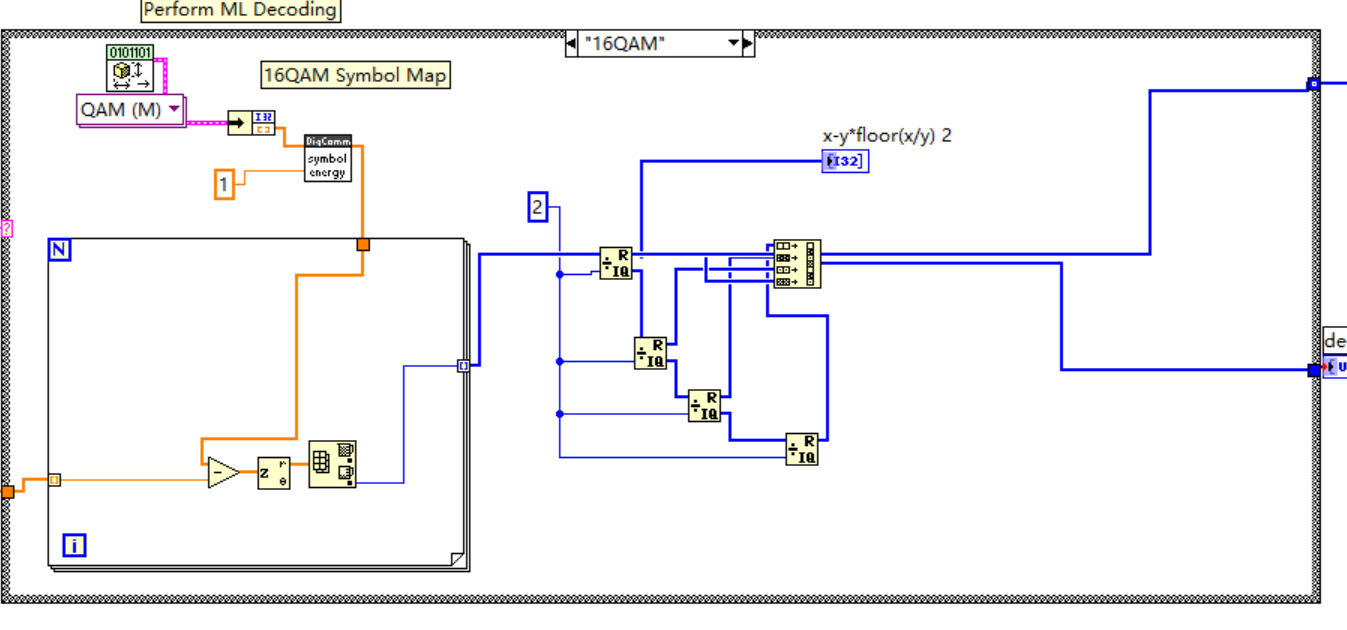 Perform ML Decoding
"16QAM"
0101101
16QAM Symbol Map
QAM (M)
I32
DigComm
symbol
energy
1
x-y*floor(x/y) 2
I32]
?
2
N
R
IQ
de
R
IQ
U
R
IQ
R
IQ
z
r
θ
i